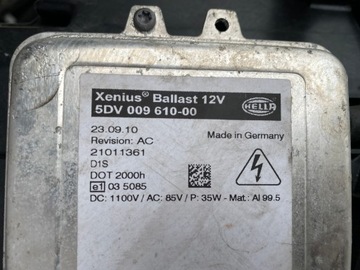 Xenius® Ballast 12V
5DV 009 610-00
HELLA
23.09.10
Made in Germany
Revision: AC
21011361
D1S
DOT 2000h
e1 03 5085
DC: 1100V / AC: 85V / P: 35W - Mat.: Al 99.5